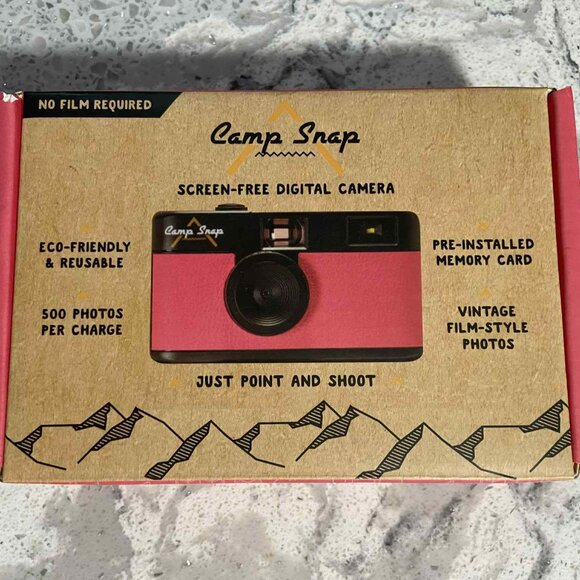 NO FILM REQUIRED
Camp Snap
SCREEN-FREE DIGITAL CAMERA
Camp Snap
ECO-FRIENDLY
& REUSABLE
500 PHOTOS
PER CHARGE
PRE-INSTALLED
MEMORY CARD
VINTAGE
FILM-STYLE
PHOTOS
JUST POINT AND SHOOT